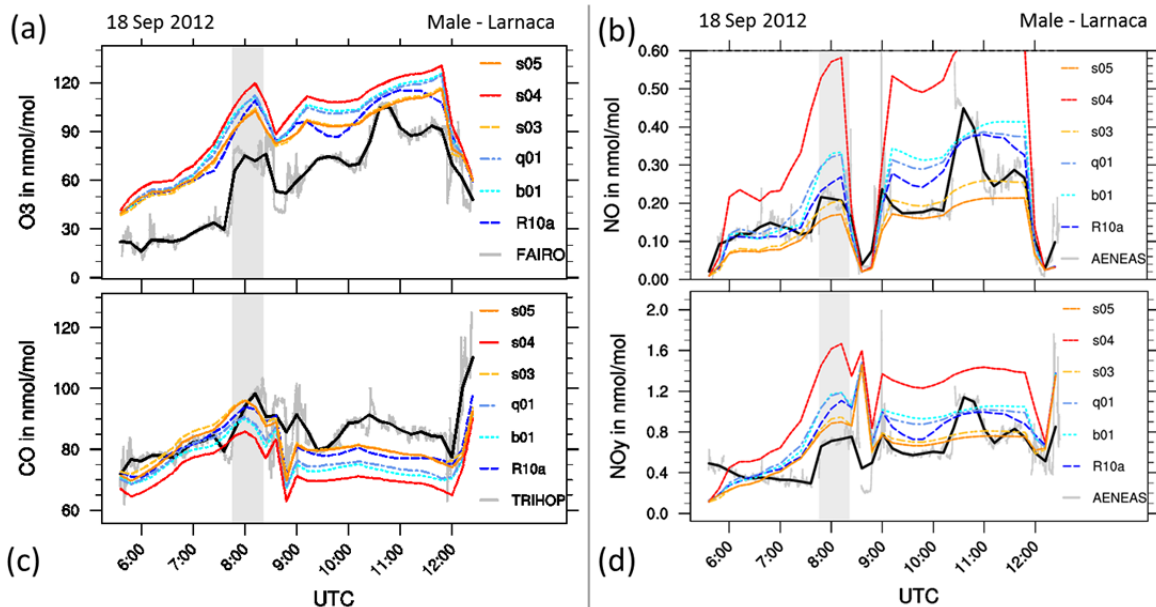 (a) 18 Sep 2012 Male - Larnaca
O3 in nmol/mol
120
90
60
30
0
s05
s04
s03
q01
b01
R10a
FAIRO
(b) 18 Sep 2012 Male - Larnaca
NO in nmol/mol
0.60
0.50
0.40
0.30
0.20
0.10
0.00
s05
s04
s03
q01
b01
R10a
AENEAS
(c)
CO in nmol/mol
120
100
80
60
s05
s04
s03
q01
b01
R10a
TRIHOP
6:00 7:00 8:00 9:00 10:00 11:00 12:00
UTC
(d)
NOy in nmol/mol
2.0
1.6
1.2
0.8
0.4
0.0
s05
s04
s03
q01
b01
R10a
AENEAS
6:00 7:00 8:00 9:00 10:00 11:00 12:00
UTC